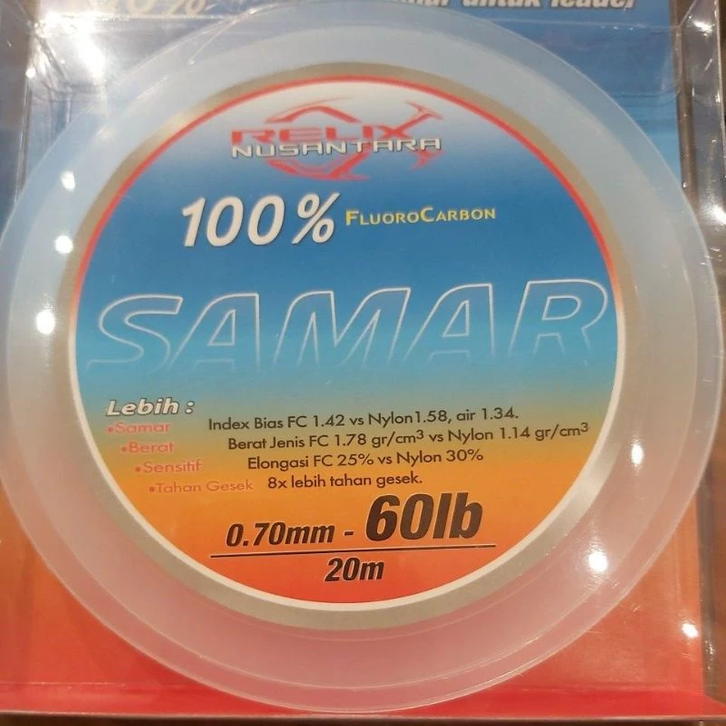 untuk leader
RELIX
NUSANTARA
100% FLUOROCARBON
SAMAR
Lebih :
•Samar Index Bias FC 1.42 vs Nylon1.58, air 1.34.
•Berat Berat Jenis FC 1.78 gr/cm³ vs Nylon 1.14 gr/cm³
•Sensitif Elongasi FC 25% vs Nylon 30%
•Tahan Gesek 8x lebih tahan gesek.
0.70mm - 60lb
20m